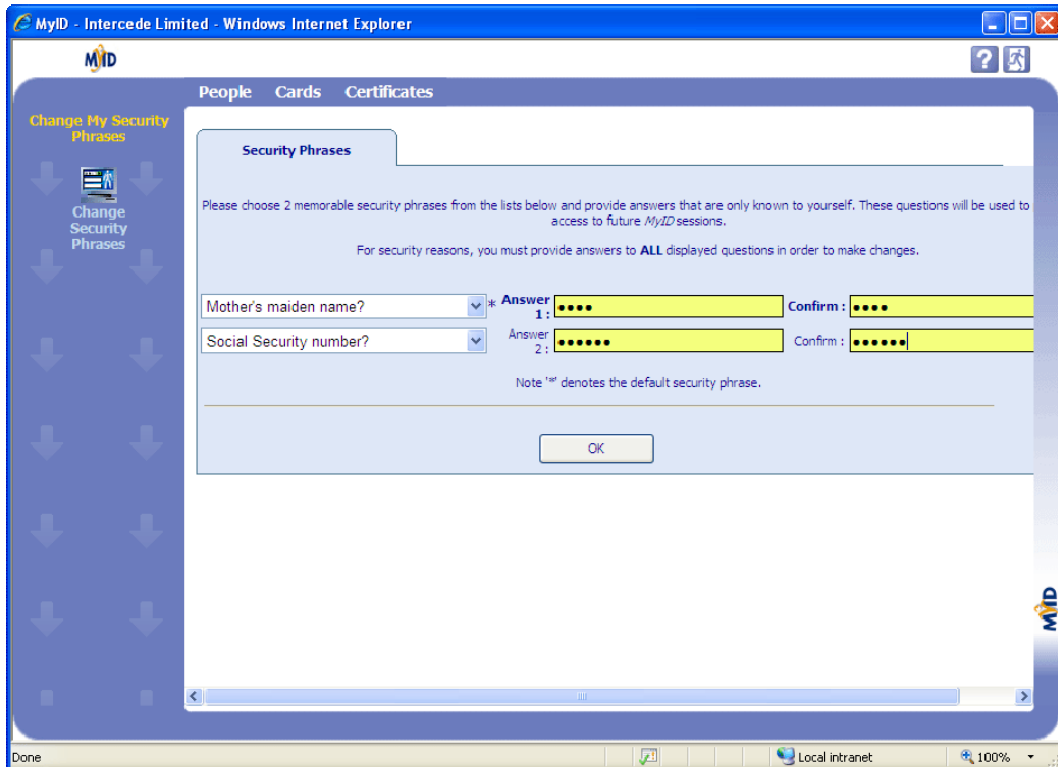 MyID - Intercede Limited - Windows Internet Explorer
MyID
?
People Cards Certificates
Change My Security
Phrases
Change
Security
Phrases
Security Phrases
Please choose 2 memorable security phrases from the lists below and provide answers that are only known to yourself. These questions will be used to
access to future MyID sessions.
For security reasons, you must provide answers to ALL displayed questions in order to make changes.
Mother's maiden name? * Answer 1 : •••• Confirm : ••••
Social Security number? Answer 2 : •••••• Confirm : ••••••
Note '*' denotes the default security phrase.
OK
MyID
Done Local intranet 100%